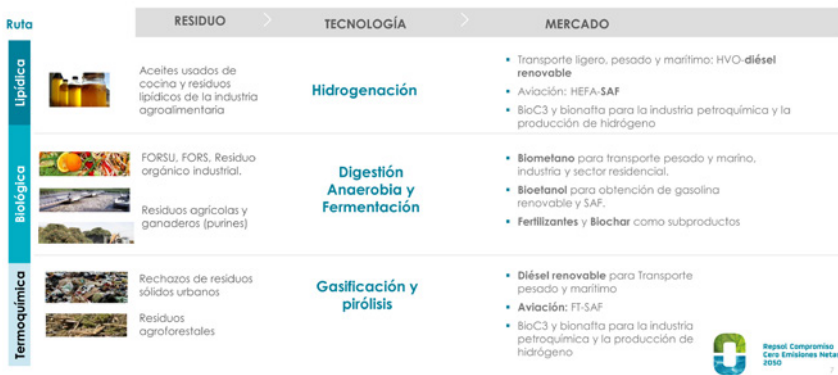 Ruta
RESIDUO
TECNOLOGÍA
MERCADO
Lipídica
Aceites usados de
cocina y residuos
lipídicos de la industria
agroalimentaria
Hidrogenación
▪ Transporte ligero, pesado y marítimo: HVO-diésel
renovable
▪ Aviación: HEFA-SAF
▪ BioC3 y bionafta para la industria petroquímica y la
producción de hidrógeno
Biológica
FORSU, FORS, Residuo
orgánico industrial.
Residuos agrícolas y
ganaderos (purines)
Digestión
Anaerobia y
Fermentación
▪ Biometano para transporte pesado y marino,
industria y sector residencial.
▪ Bioetanol para obtención de gasolina
renovable y SAF.
▪ Fertilizantes y Biochar como subproductos
Termoquímica
Rechazos de residuos
sólidos urbanos
Residuos
agroforestales
Gasificación y
pirólisis
▪ Diésel renovable para Transporte
pesado y marítimo
▪ Aviación: FT-SAF
▪ BioC3 y bionafta para la industria
petroquímica y la producción de
hidrógeno
Repsol Compromiso
Cero Emisiones Netas
2050
7